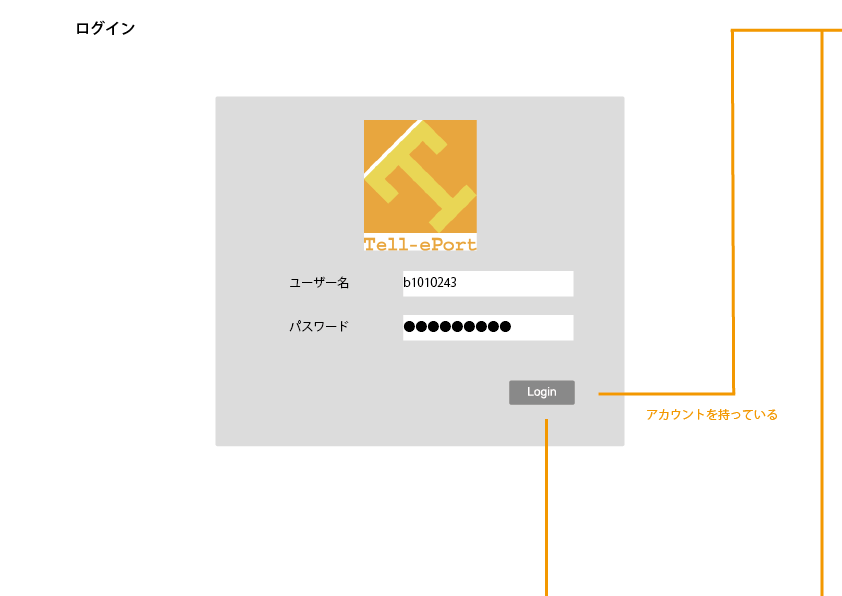 ログイン
Tell-ePort
ユーザー名
b1010243
パスワード
●●●●●●●●●
Login
アカウントを持っている